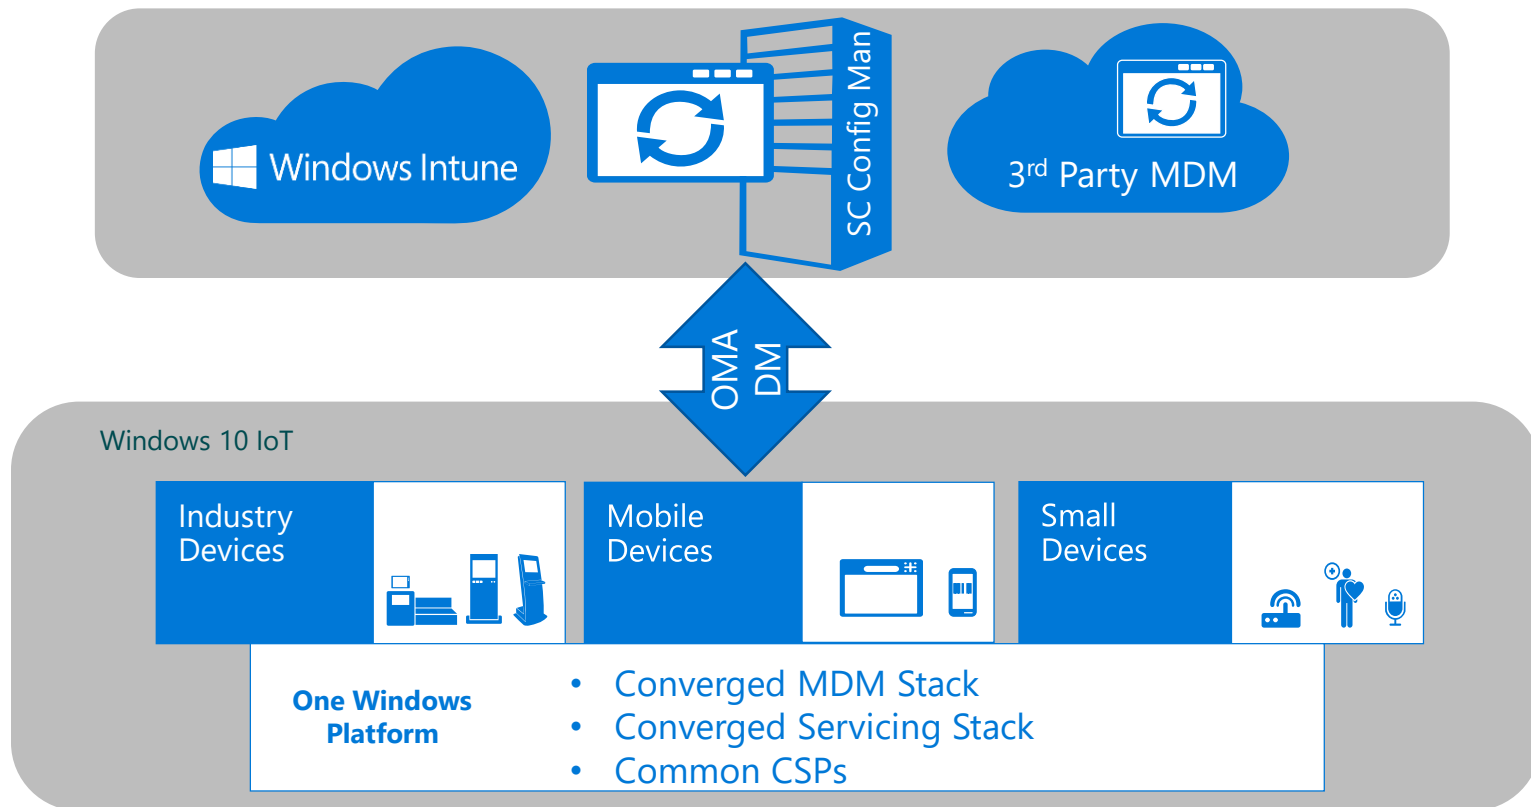 Windows Intune
SC Config Man
3rd Party MDM
OMA
DM
Windows 10 IoT
Industry
Devices
Mobile
Devices
Small
Devices
One Windows
Platform
• Converged MDM Stack
• Converged Servicing Stack
• Common CSPs